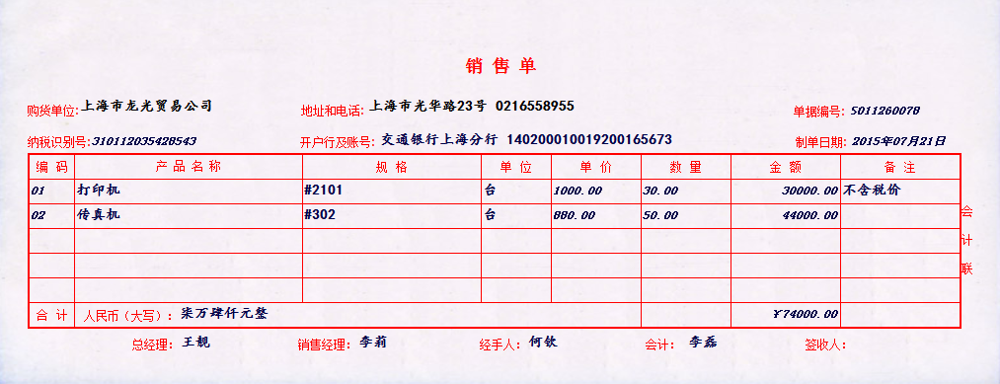 销售单
购货单位:上海市龙光贸易公司 地址和电话:上海市光华路23号 0216558955 单据编号:5011260078
纳税识别号:310112035428543 开户行及账号:交通银行上海分行 140200010019200165673 制单日期:2015年07月21日
编码 产品名称 规格 单位 单价 数量 金额 备注
01 打印机 #2101 台 1000.00 30.00 30000.00 不含税价
02 传真机 #302 台 880.00 50.00 44000.00
合计 人民币（大写）：柒万肆仟元整 ¥74000.00
会计联
总经理：王靓 销售经理：李莉 经手人：何钦 会计：李磊 签收人：